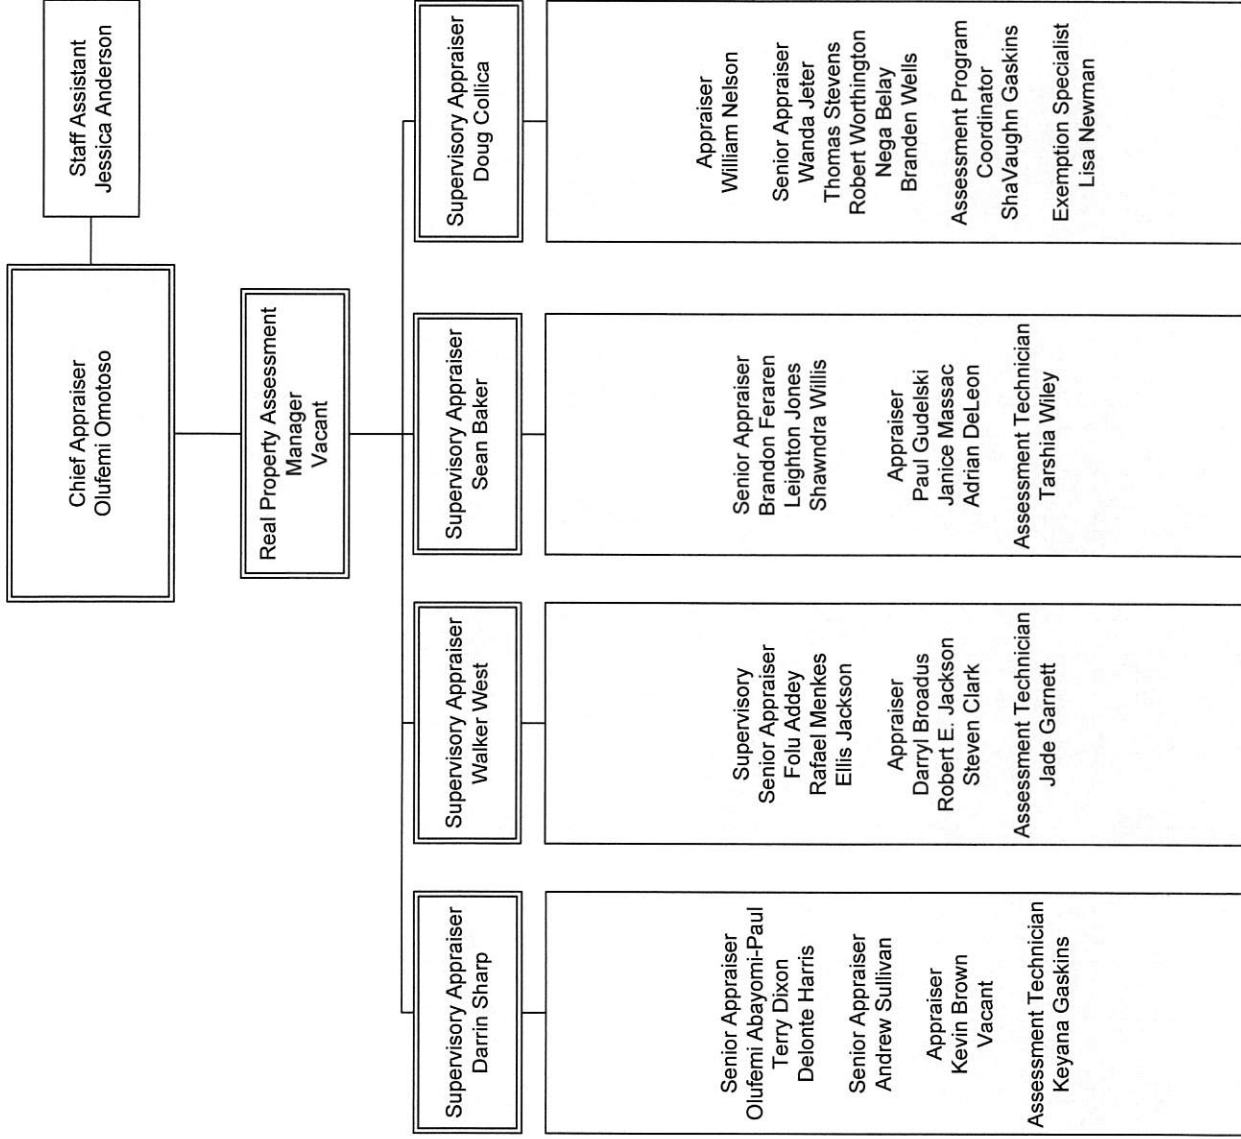 Chief Appraiser
Olufemi Omotoso
Staff Assistant
Jessica Anderson
Real Property Assessment
Manager
Vacant
Supervisory Appraiser
Darrin Sharp
Supervisory Appraiser
Walker West
Supervisory Appraiser
Sean Baker
Supervisory Appraiser
Doug Collica
Senior Appraiser
Olufemi Abayomi-Paul
Terry Dixon
Delonte Harris
Senior Appraiser
Andrew Sullivan
Appraiser
Kevin Brown
Vacant
Assessment Technician
Keyana Gaskins
Supervisory
Senior Appraiser
Folu Addey
Rafael Menkes
Ellis Jackson
Appraiser
Darryl Broadus
Robert E. Jackson
Steven Clark
Assessment Technician
Jade Garnett
Senior Appraiser
Brandon Feraren
Leighton Jones
Shawndra Willis
Appraiser
Paul Gudelski
Janice Massac
Adrian DeLeon
Assessment Technician
Tarshia Wiley
Appraiser
William Nelson
Senior Appraiser
Wanda Jeter
Thomas Stevens
Robert Worthington
Nega Belay
Branden Wells
Assessment Program
Coordinator
ShaVaughn Gaskins
Exemption Specialist
Lisa Newman